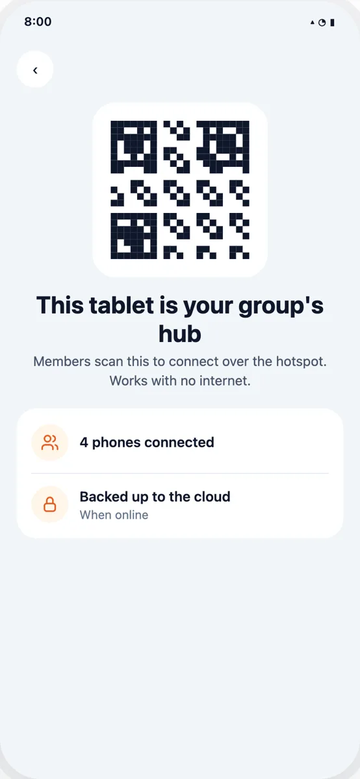 8:00
This tablet is your group's
hub
Members scan this to connect over the hotspot.
Works with no internet.
4 phones connected
Backed up to the cloud
When online